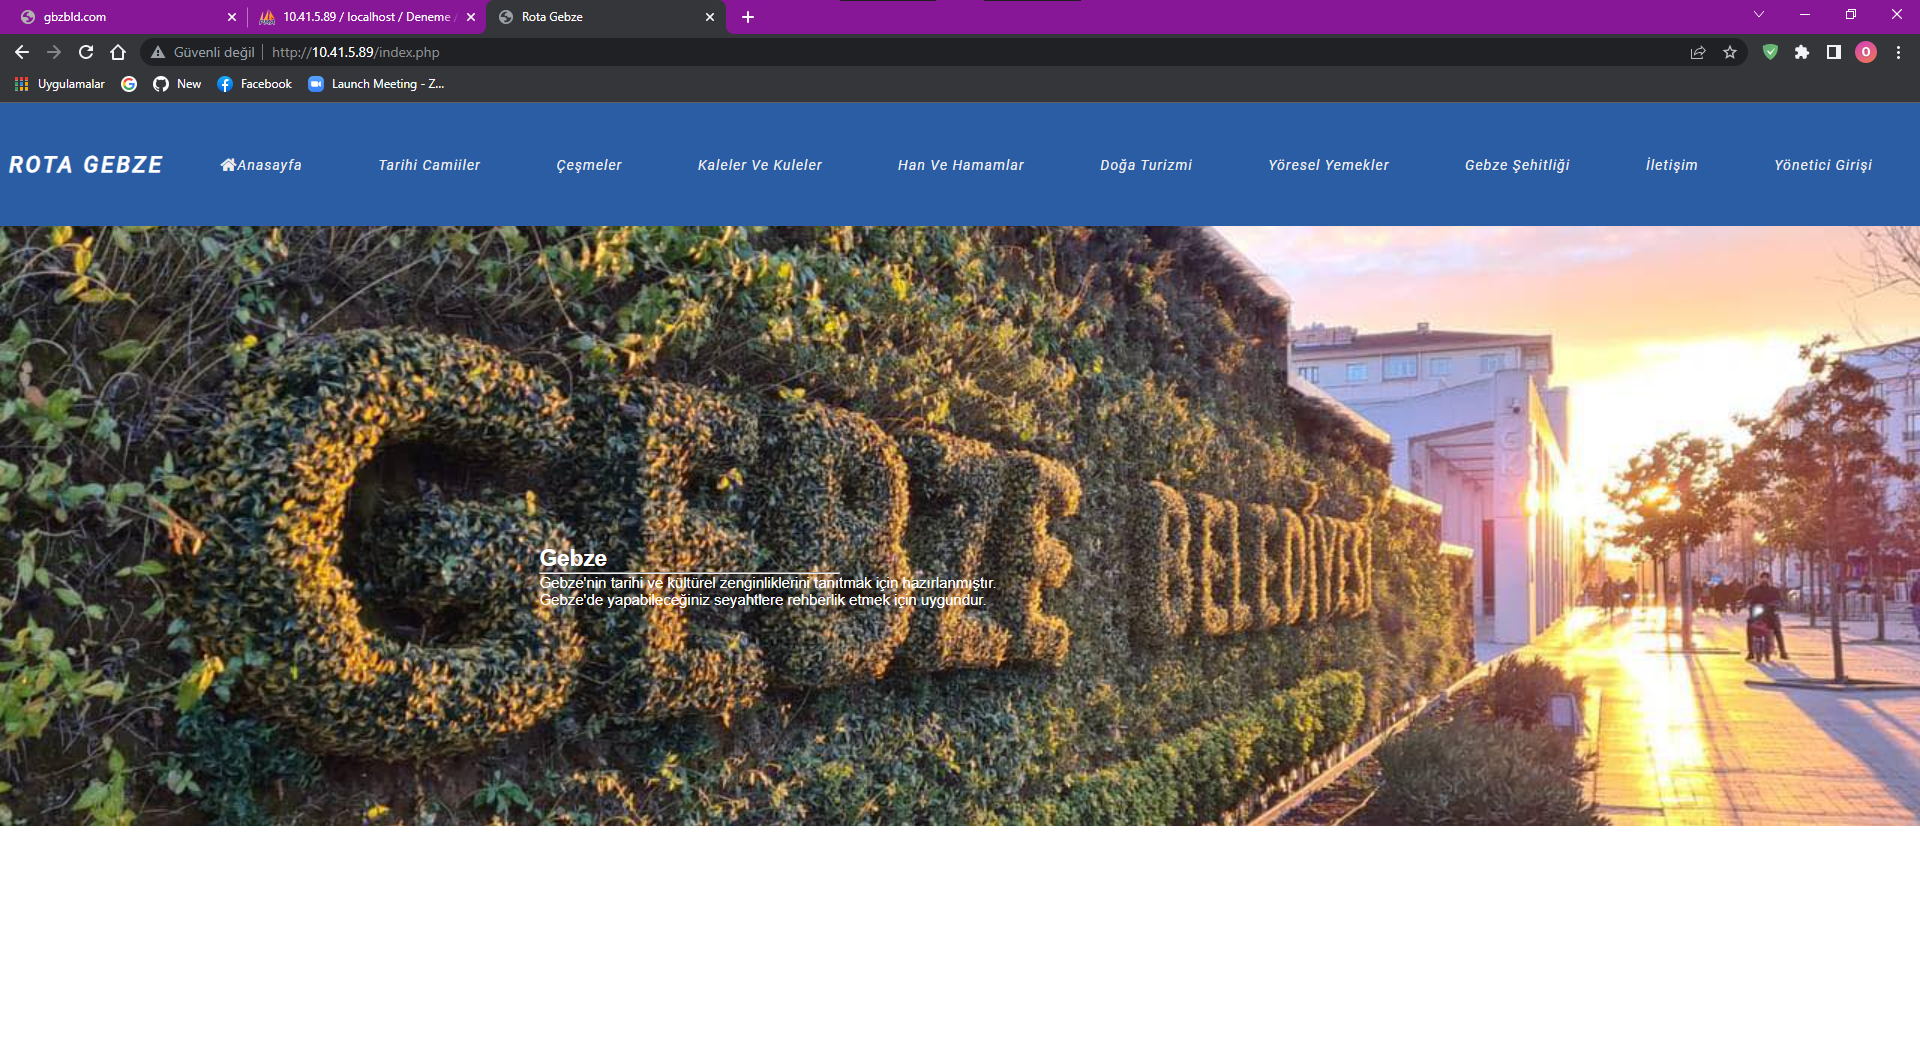 gbzbld.com
10.41.5.89 / localhost / Deneme /
Rota Gebze
Güvenli değil
http://10.41.5.89/index.php
O
Uygulamalar
New
Facebook
Launch Meeting - Z...
ROTA GEBZE
Anasayfa
Tarihi Camiiler
Çeşmeler
Kaleler Ve Kuleler
Han Ve Hamamlar
Doğa Turizmi
Yöresel Yemekler
Gebze Şehitliği
İletişim
Yönetici Girişi
GEBZE BELEDİYESİ
Gebze
Gebze'nin tarihi ve kültürel zenginliklerini tanıtmak için hazırlanmıştır.
Gebze'de yapabileceğiniz seyahtlere rehberlik etmek için uygundur.